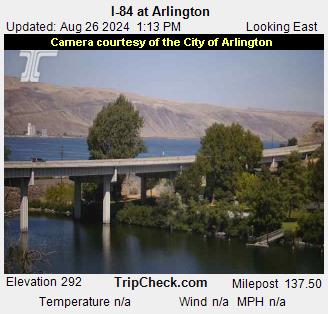 I-84 at Arlington
Updated: Aug 26 2024 1:13 PM Looking East
Camera courtesy of the City of Arlington
Elevation 292 TripCheck.com Milepost 137.50
Temperature n/a Wind n/a MPH n/a